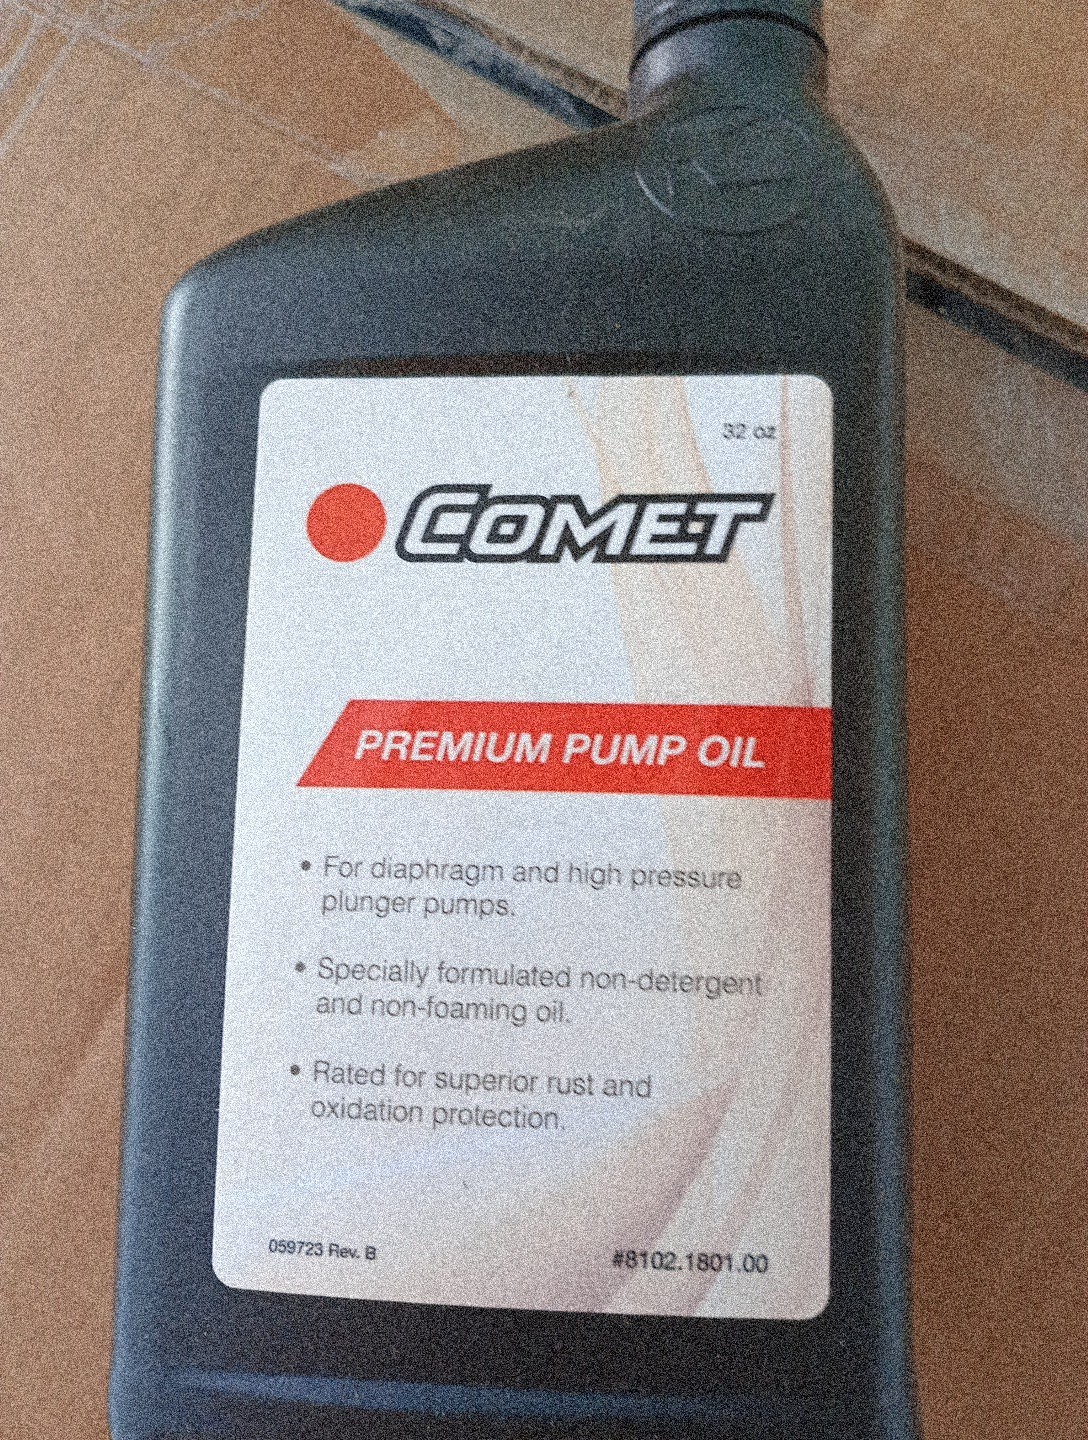 32 oz
COMET
PREMIUM PUMP OIL
• For diaphragm and high pressure
plunger pumps.
• Specially formulated non-detergent
and non-foaming oil.
• Rated for superior rust and
oxidation protection.
059723 Rev. B
#8102.1801.00